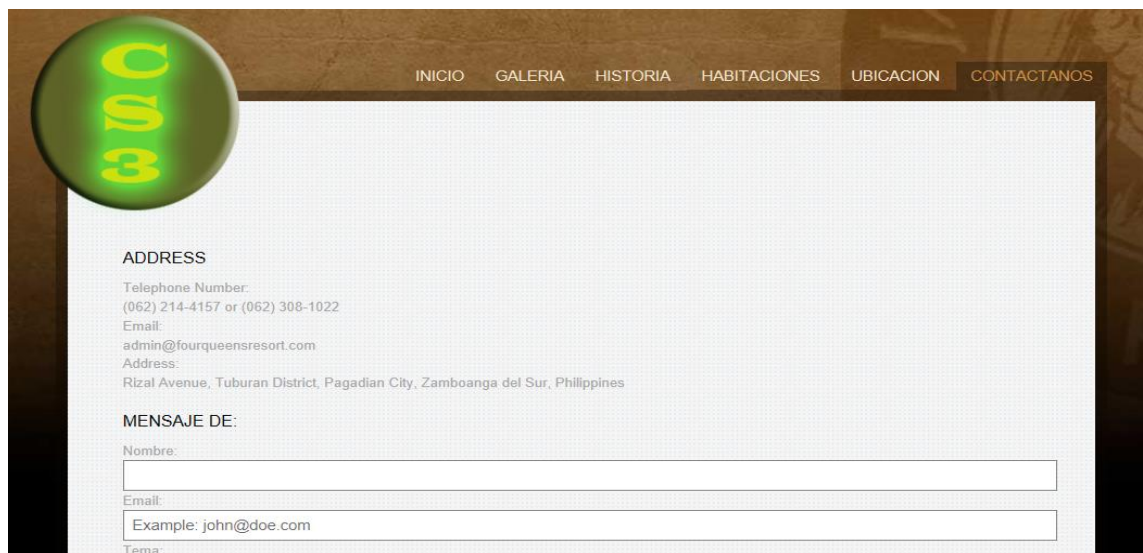 CS3
INICIO GALERIA HISTORIA HABITACIONES UBICACION CONTACTANOS
ADDRESS
Telephone Number:
(062) 214-4157 or (062) 308-1022
Email:
admin@fourqueensresort.com
Address:
Rizal Avenue, Tuburan District, Pagadian City, Zamboanga del Sur, Philippines
MENSAJE DE:
Nombre:
Email:
Example: john@doe.com
Tema: